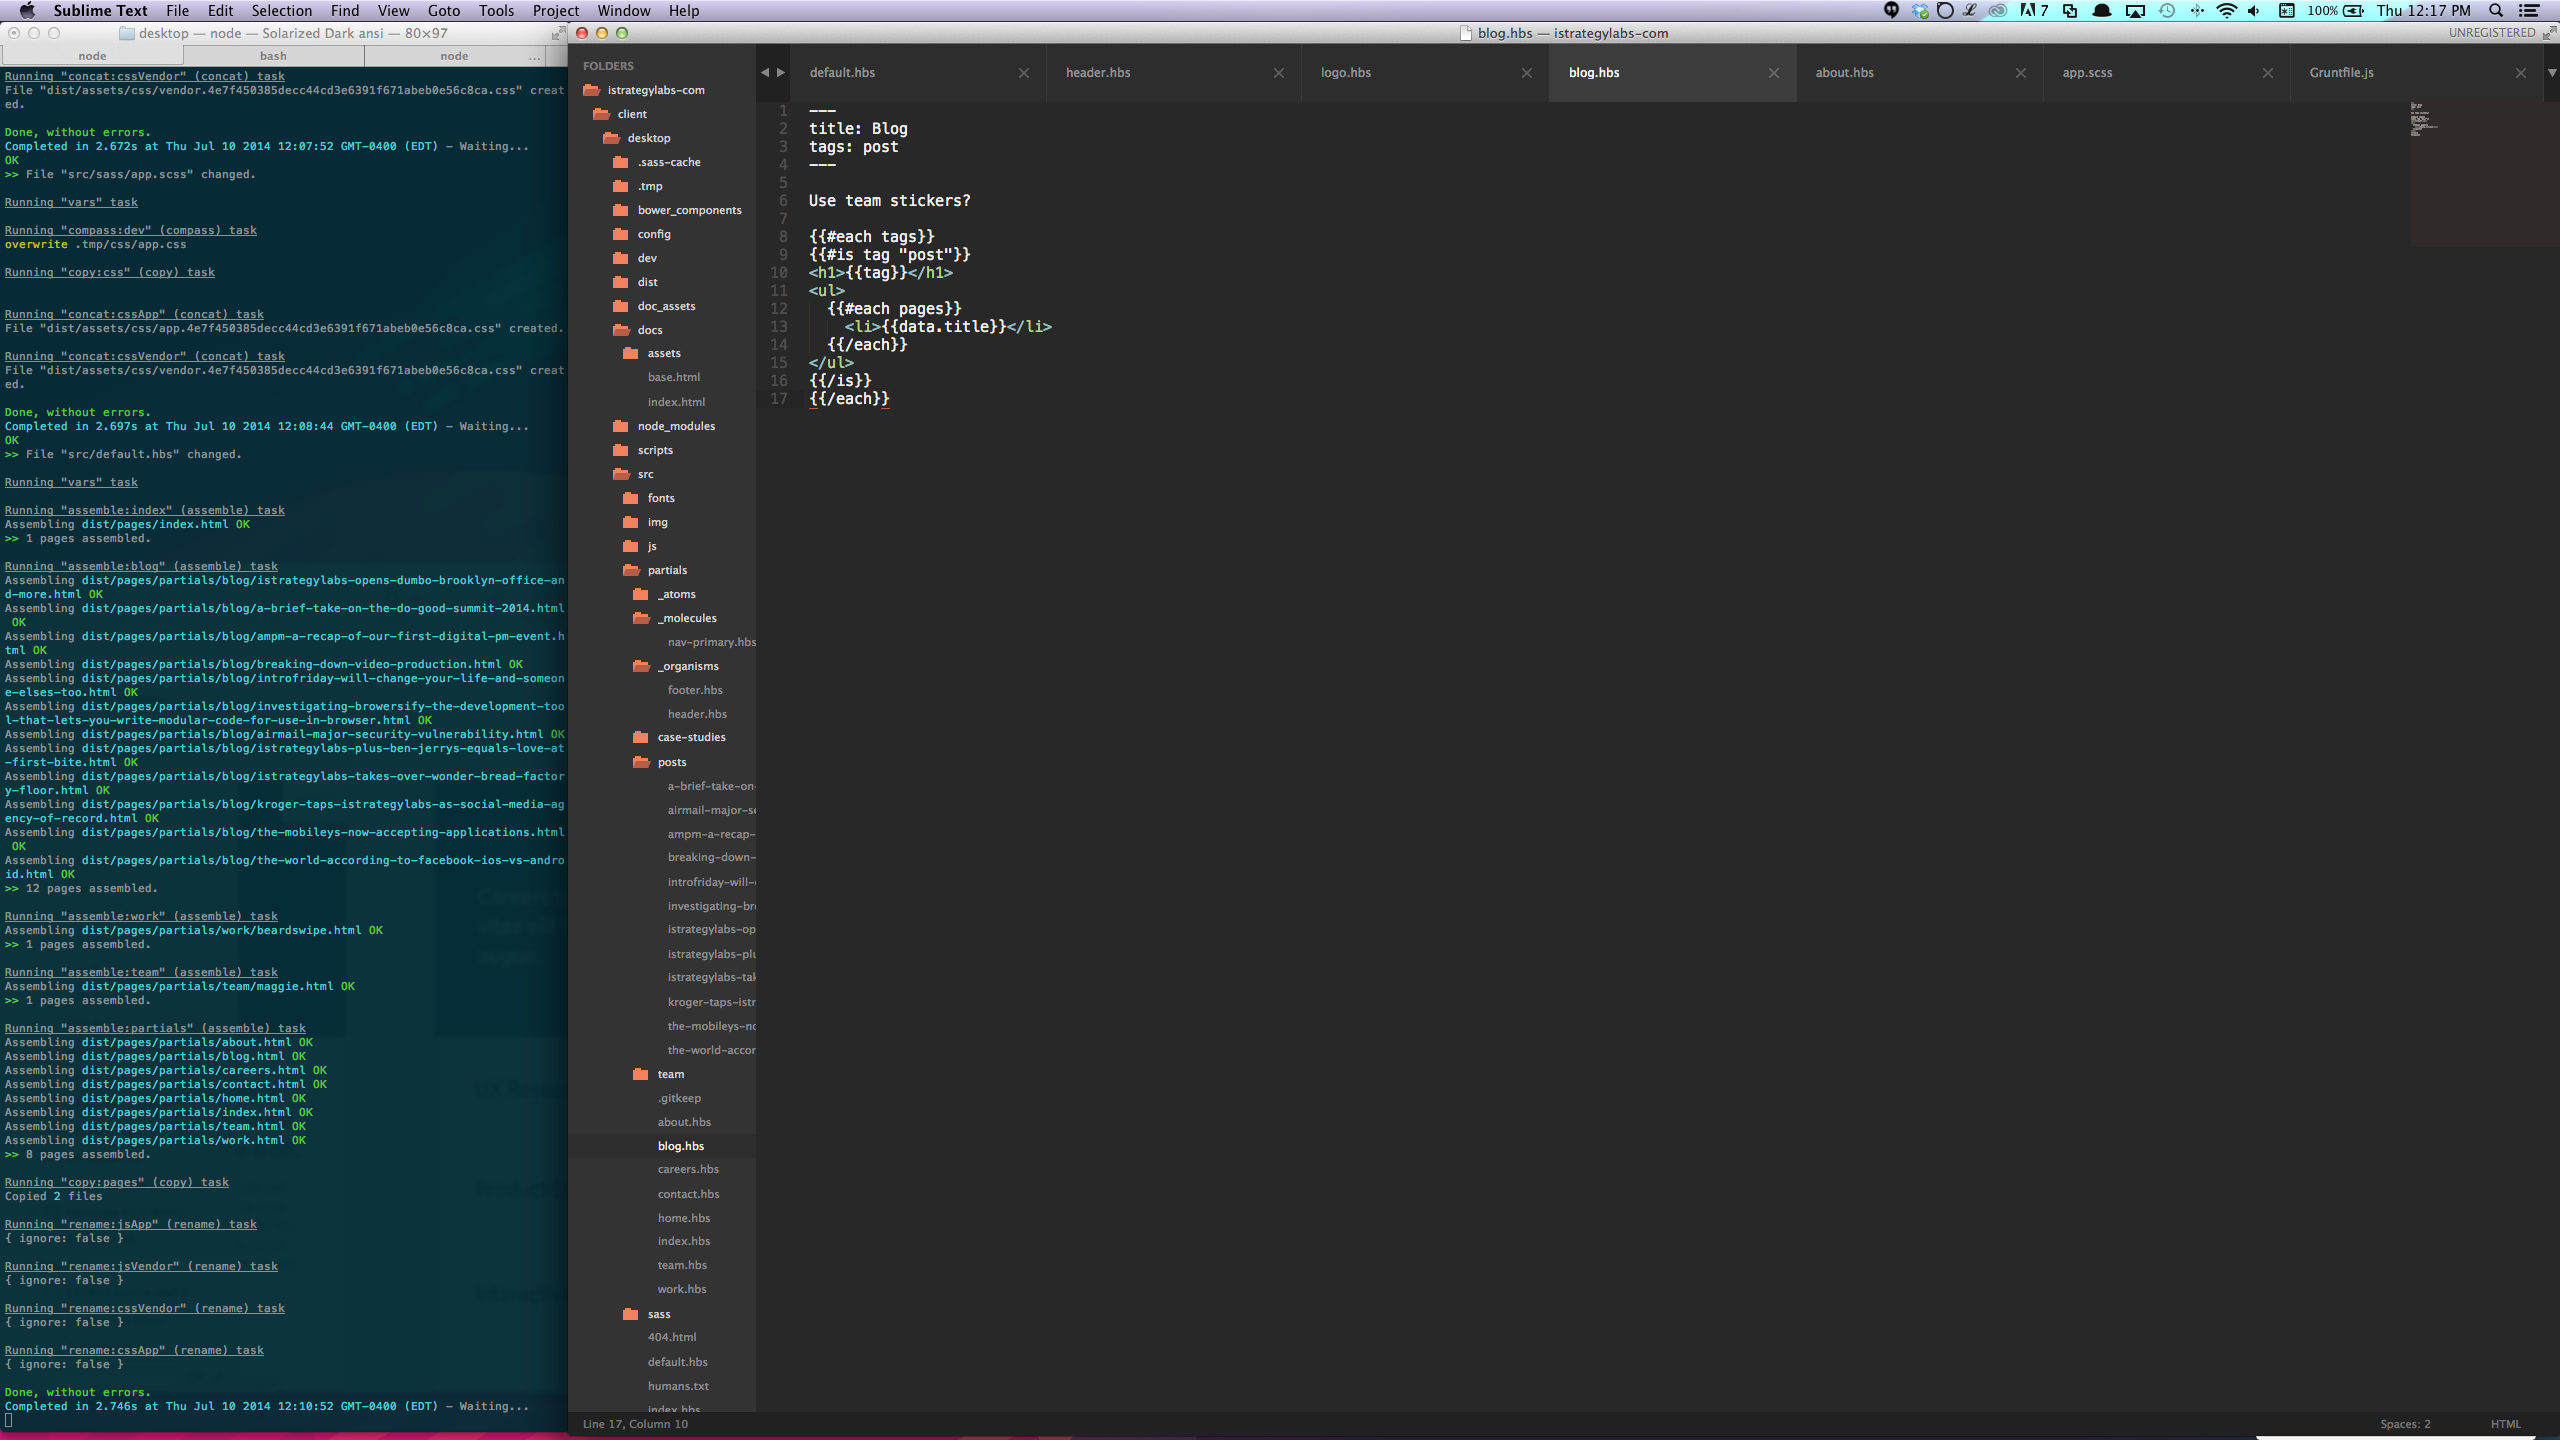 Sublime Text File Edit Selection Find View Goto Tools Project Window Help
7 100% Thu 12:17 PM
desktop — node — Solarized Dark ansi — 80×97
node bash node ...
Running "concat:cssVendor" (concat) task
File "dist/assets/css/vendor.4e7f450385decc44cd3e6391f671abeb0e56c8ca.css" creat
ed.
Done, without errors.
Completed in 2.672s at Thu Jul 10 2014 12:07:52 GMT-0400 (EDT) - Waiting...
OK
>> File "src/sass/app.scss" changed.
Running "vars" task
Running "compass:dev" (compass) task
overwrite .tmp/css/app.css
Running "copy:css" (copy) task
Running "concat:cssApp" (concat) task
File "dist/assets/css/app.4e7f450385decc44cd3e6391f671abeb0e56c8ca.css" created.
Running "concat:cssVendor" (concat) task
File "dist/assets/css/vendor.4e7f450385decc44cd3e6391f671abeb0e56c8ca.css" creat
ed.
Done, without errors.
Completed in 2.697s at Thu Jul 10 2014 12:08:44 GMT-0400 (EDT) - Waiting...
OK
>> File "src/default.hbs" changed.
Running "vars" task
Running "assemble:index" (assemble) task
Assembling dist/pages/index.html OK
>> 1 pages assembled.
Running "assemble:blog" (assemble) task
Assembling dist/pages/partials/blog/istrategylabs-opens-dumbo-brooklyn-office-an
d-more.html OK
Assembling dist/pages/partials/blog/a-brief-take-on-the-do-good-summit-2014.html
OK
Assembling dist/pages/partials/blog/ampm-a-recap-of-our-first-digital-pm-event.h
tml OK
Assembling dist/pages/partials/blog/breaking-down-video-production.html OK
Assembling dist/pages/partials/blog/introfriday-will-change-your-life-and-someon
e-elses-too.html OK
Assembling dist/pages/partials/blog/investigating-browersify-the-development-too
l-that-lets-you-write-modular-code-for-use-in-browser.html OK
Assembling dist/pages/partials/blog/airmail-major-security-vulnerability.html OK
Assembling dist/pages/partials/blog/istrategylabs-plus-ben-jerrys-equals-love-at
-first-bite.html OK
Assembling dist/pages/partials/blog/istrategylabs-takes-over-wonder-bread-factor
y-floor.html OK
Assembling dist/pages/partials/blog/kroger-taps-istrategylabs-as-social-media-ag
ency-of-record.html OK
Assembling dist/pages/partials/blog/the-mobileys-now-accepting-applications.html
OK
Assembling dist/pages/partials/blog/the-world-according-to-facebook-ios-vs-andro
id.html OK
>> 12 pages assembled.
Running "assemble:work" (assemble) task
Assembling dist/pages/partials/work/beardswipe.html OK
>> 1 pages assembled.
Running "assemble:team" (assemble) task
Assembling dist/pages/partials/team/maggie.html OK
>> 1 pages assembled.
Running "assemble:partials" (assemble) task
Assembling dist/pages/partials/about.html OK
Assembling dist/pages/partials/blog.html OK
Assembling dist/pages/partials/careers.html OK
Assembling dist/pages/partials/contact.html OK
Assembling dist/pages/partials/home.html OK
Assembling dist/pages/partials/index.html OK
Assembling dist/pages/partials/team.html OK
Assembling dist/pages/partials/work.html OK
>> 8 pages assembled.
Running "copy:pages" (copy) task
Copied 2 files
Running "rename:jsApp" (rename) task
{ ignore: false }
Running "rename:jsVendor" (rename) task
{ ignore: false }
Running "rename:cssVendor" (rename) task
{ ignore: false }
Running "rename:cssApp" (rename) task
{ ignore: false }
Done, without errors.
Completed in 2.746s at Thu Jul 10 2014 12:10:52 GMT-0400 (EDT) - Waiting...
blog.hbs — istrategylabs-com
UNREGISTERED
FOLDERS
istrategylabs-com
client
desktop
.sass-cache
.tmp
bower_components
config
dev
dist
doc_assets
docs
assets
base.html
index.html
node_modules
scripts
src
fonts
img
js
partials
_atoms
_molecules
nav-primary.hbs
_organisms
footer.hbs
header.hbs
case-studies
posts
a-brief-take-on-
airmail-major-se
ampm-a-recap-
breaking-down-
introfriday-will-
investigating-br
istrategylabs-op
istrategylabs-plu
istrategylabs-tak
kroger-taps-istr
the-mobileys-no
the-world-accor
team
.gitkeep
about.hbs
blog.hbs
careers.hbs
contact.hbs
home.hbs
index.hbs
team.hbs
work.hbs
sass
404.html
default.hbs
humans.txt
index.hbs
default.hbs header.hbs logo.hbs blog.hbs about.hbs app.scss Gruntfile.js
1 ---
2 title: Blog
3 tags: post
4 ---
5
6 Use team stickers?
7
8 {{#each tags}}
9 {{#is tag "post"}}
10 <h1>{{tag}}</h1>
11 <ul>
12 {{#each pages}}
13 <li>{{data.title}}</li>
14 {{/each}}
15 </ul>
16 {{/is}}
17 {{/each}}
Line 17, Column 10
Spaces: 2 HTML